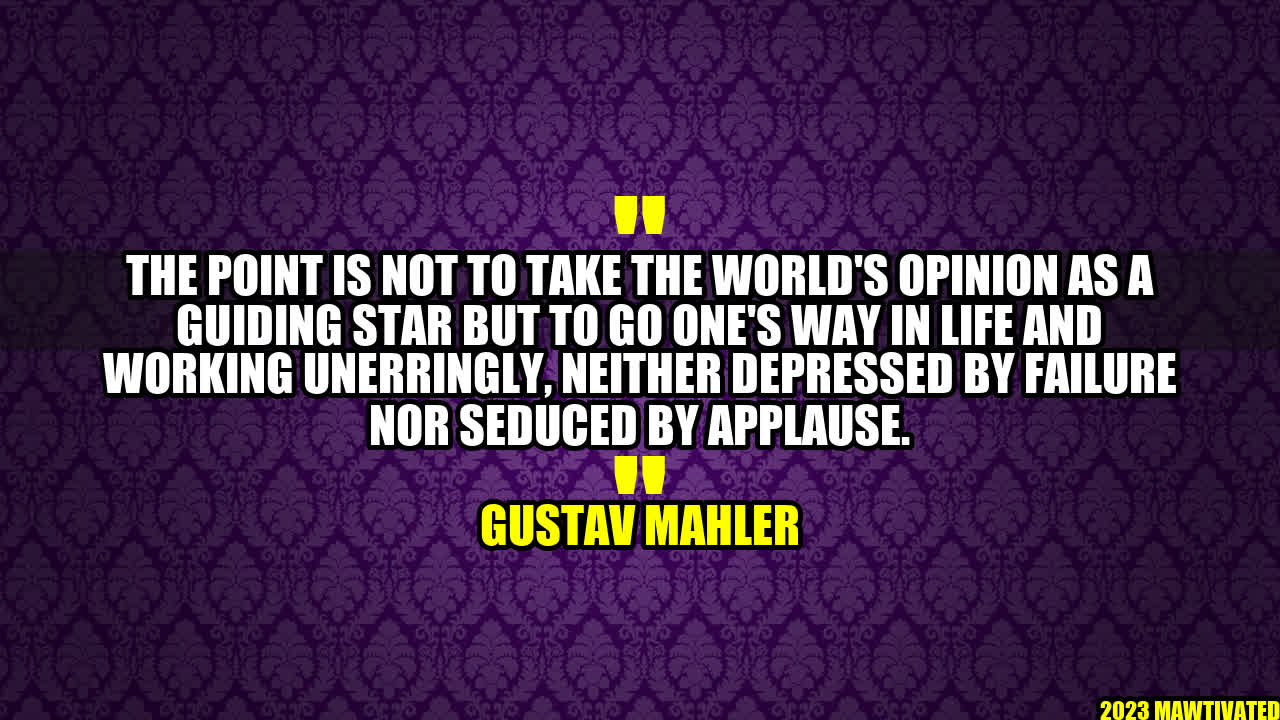 "
THE POINT IS NOT TO TAKE THE WORLD'S OPINION AS A
GUIDING STAR BUT TO GO ONE'S WAY IN LIFE AND
WORKING UNERRINGLY, NEITHER DEPRESSED BY FAILURE
NOR SEDUCED BY APPLAUSE.
"
GUSTAV MAHLER
2023 MAWTIVATED